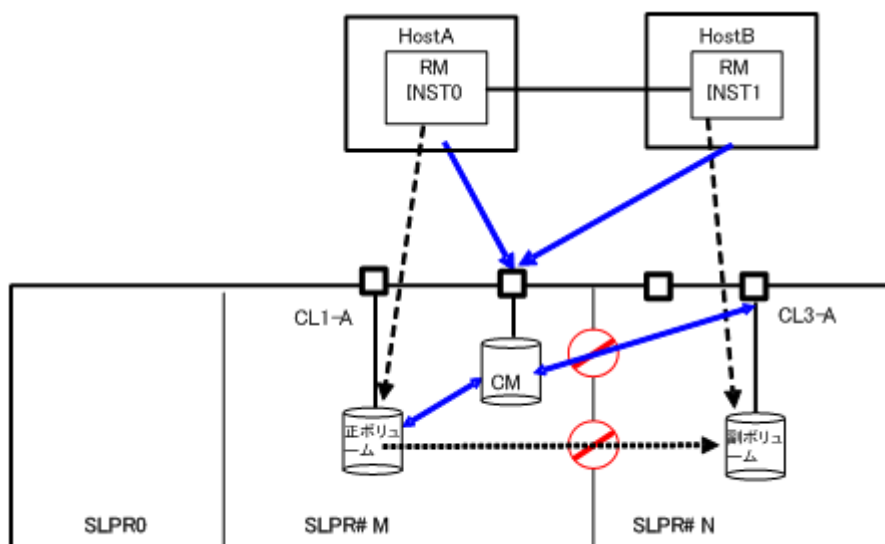 HostA
RM
INST0
HostB
RM
INST1
CL1-A
CL3-A
CM
正ボリュ
ーム
副ボリュ
ーム
SLPR0
SLPR# M
SLPR# N